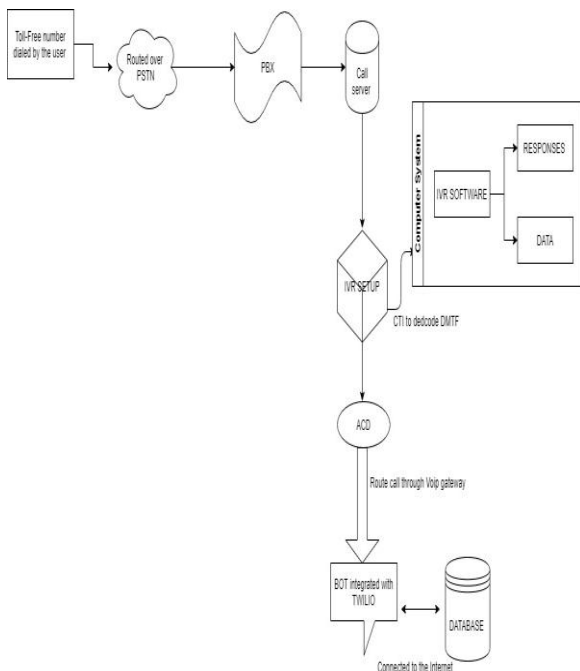 Toll-Free number
dialed by the user
Routed over
PSTN
PBX
Call
server
Computer System
IVR SOFTWARE
RESPONSES
DATA
IVR SETUP
CTI to dedcode DMTF
ACD
Route call through Voip gateway
BOT integrated with
TWILIO
DATABASE
Connected to the Internet